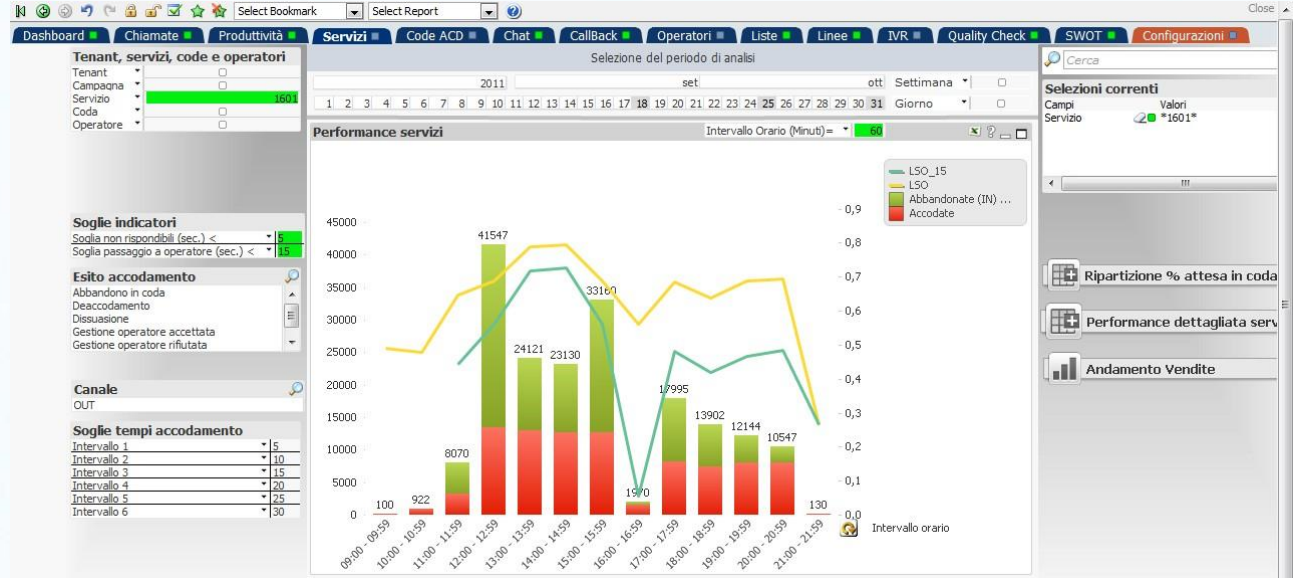 Select Bookmark Select Report Close
Dashboard Chiamate Produttività Servizi Code ACD Chat CallBack Operatori Liste Linee IVR Quality Check SWOT Configurazioni
Tenant, servizi, code e operatori
Tenant
Campagna
Servizio 1601
Coda
Operatore
Soglie indicatori
Soglia non rispondibili (sec.) < 5
Soglia passaggio a operatore (sec.) < 15
Esito accodamento
Abbandono in coda
Deaccodamento
Dissuasione
Gestione operatore accettata
Gestione operatore rifiutata
Canale
OUT
Soglie tempi accodamento
Intervallo 1 5
Intervallo 2 10
Intervallo 3 15
Intervallo 4 20
Intervallo 5 25
Intervallo 6 30
Selezione del periodo di analisi
2011 set ott Settimana
1 2 3 4 5 6 7 8 9 10 11 12 13 14 15 16 17 18 19 20 21 22 23 24 25 26 27 28 29 30 31 Giorno
Performance servizi Intervallo Orario (Minuti)= 60
LSO_15
LSO
Abbandonate (IN) ...
Accodate
45000
40000
35000
30000
25000
20000
15000
10000
5000
0
0,9
0,8
0,7
0,6
0,5
0,4
0,3
0,2
0,1
0,0
100
922
8070
41547
24121
23130
33160
1970
17995
13902
12144
10547
130
09:00 - 09:59
10:00 - 10:59
11:00 - 11:59
12:00 - 12:59
13:00 - 13:59
14:00 - 14:59
15:00 - 15:59
16:00 - 16:59
17:00 - 17:59
18:00 - 18:59
19:00 - 19:59
20:00 - 20:59
21:00 - 21:59
Intervallo orario
Cerca
Selezioni correnti
Campi Valori
Servizio *1601*
Ripartizione % attesa in coda
Performance dettagliata serv
Andamento Vendite